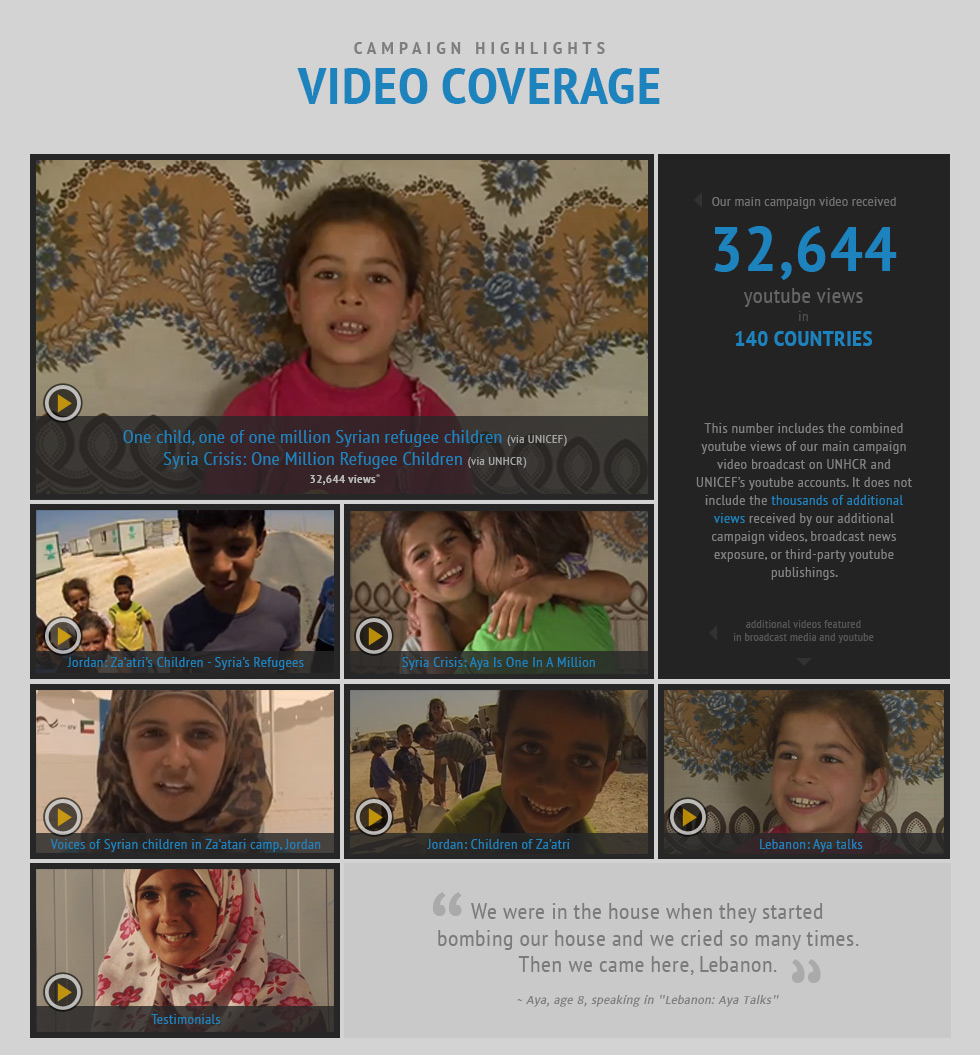 CAMPAIGN HIGHLIGHTS
VIDEO COVERAGE
One child, one of one million Syrian refugee children (via UNICEF)
Syria Crisis: One Million Refugee Children (via UNHCR)
32,644 views*
Our main campaign video received
32,644
youtube views
in
140 COUNTRIES
This number includes the combined
youtube views of our main campaign
video broadcast on UNHCR and
UNICEF's youtube accounts. It does not
include the thousands of additional
views received by our additional
campaign videos, broadcast news
exposure, or third-party youtube
publishings.
additional videos featured
in broadcast media and youtube
Jordan: Za'atri's Children - Syria's Refugees
Syria Crisis: Aya Is One In A Million
Voices of Syrian children in Za'atari camp, Jordan
Jordan: Children of Za'atri
Lebanon: Aya talks
Testimonials
“ We were in the house when they started
bombing our house and we cried so many times.
Then we came here, Lebanon. ”
~ Aya, age 8, speaking in "Lebanon: Aya Talks"